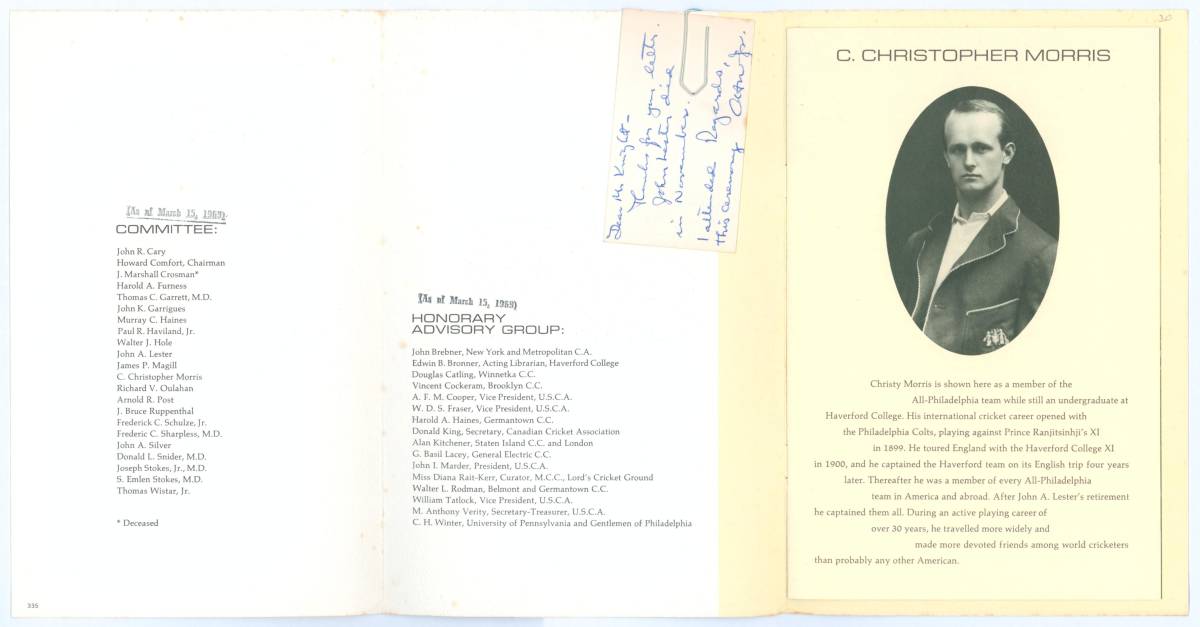 (As of March 15, 1969)
COMMITTEE:
John R. Cary
Howard Comfort, Chairman
J. Marshall Crosman*
Harold A. Furness
Thomas C. Garrett, M.D.
John K. Garrigues
Murray C. Haines
Paul R. Haviland, Jr.
Walter J. Hole
John A. Lester
James P. Magill
C. Christopher Morris
Richard V. Oulahan
Arnold R. Post
J. Bruce Ruppenthal
Frederick C. Schulze, Jr.
Frederic C. Sharpless, M.D.
John A. Silver
Donald L. Snider, M.D.
Joseph Stokes, Jr., M.D.
S. Emlen Stokes, M.D.
Thomas Wistar, Jr.
* Deceased
335
(As of March 15, 1969)
HONORARY
ADVISORY GROUP:
John Brebner, New York and Metropolitan C.A.
Edwin B. Bronner, Acting Librarian, Haverford College
Douglas Catling, Winnetka C.C.
Vincent Cockeram, Brooklyn C.C.
A. F. M. Cooper, Vice President, U.S.C.A.
W. D. S. Fraser, Vice President, U.S.C.A.
Harold A. Haines, Germantown C.C.
Donald King, Secretary, Canadian Cricket Association
Alan Kitchener, Staten Island C.C. and London
G. Basil Lacey, General Electric C.C.
John I. Marder, President, U.S.C.A.
Miss Diana Rait-Kerr, Curator, M.C.C., Lord's Cricket Ground
Walter L. Rodman, Belmont and Germantown C.C.
William Tatlock, Vice President, U.S.C.A.
M. Anthony Verity, Secretary-Treasurer, U.S.C.A.
C. H. Winter, University of Pennsylvania and Gentlemen of Philadelphia
Dear Mr Knight-
Thanks for your letter.
John Lester died
in November.
I attended
this ceremony
Regards,
30
C. CHRISTOPHER MORRIS
Christy Morris is shown here as a member of the
All-Philadelphia team while still an undergraduate at
Haverford College. His international cricket career opened with
the Philadelphia Colts, playing against Prince Ranjitsinhji's XI
in 1899. He toured England with the Haverford College XI
in 1900, and he captained the Haverford team on its English trip four years
later. Thereafter he was a member of every All-Philadelphia
team in America and abroad. After John A. Lester's retirement
he captained them all. During an active playing career of
over 30 years, he travelled more widely and
made more devoted friends among world cricketers
than probably any other American.